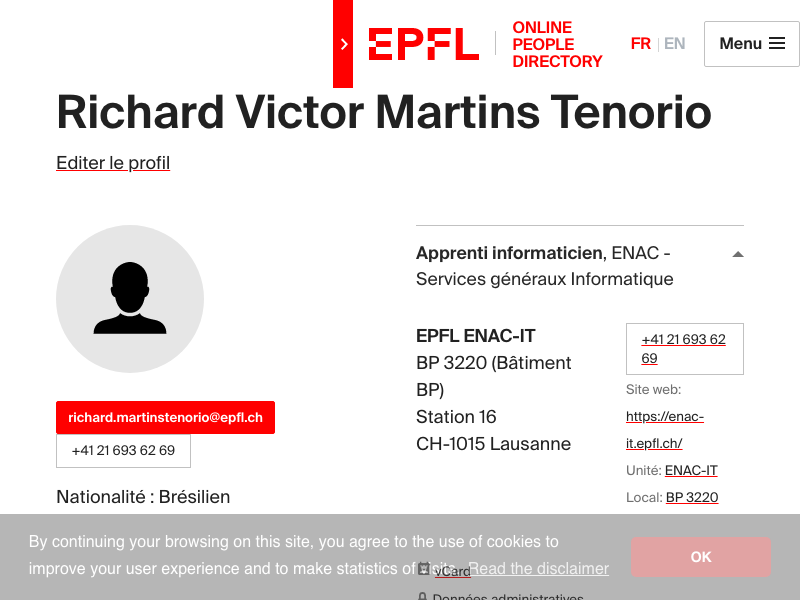 EPFL
ONLINE
PEOPLE
DIRECTORY
FR | EN
Menu
Richard Victor Martins Tenorio
Editer le profil
richard.martinstenorio@epfl.ch
+41 21 693 62 69
Nationalité : Brésilien
Apprenti informaticien, ENAC -
Services généraux Informatique
EPFL ENAC-IT
BP 3220 (Bâtiment
BP)
Station 16
CH-1015 Lausanne
+41 21 693 62
69
Site web:
https://enac-
it.epfl.ch/
Unité: ENAC-IT
Local: BP 3220
By continuing your browsing on this site, you agree to the use of cookies to
improve your user experience and to make statistics of visits. Read the disclaimer
OK
vCard
Données administratives